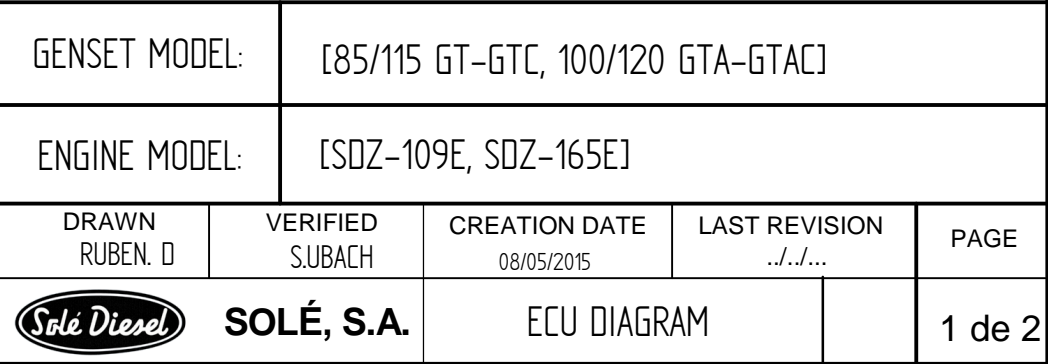 GENSET MODEL: [85/115 GT-GTC, 100/120 GTA-GTAC]
ENGINE MODEL: [SDZ-109E, SDZ-165E]
DRAWN VERIFIED CREATION DATE LAST REVISION PAGE
RUBEN. D S.UBACH 08/05/2015 ../../...
Solé Diesel SOLÉ, S.A. ECU DIAGRAM 1 de 2